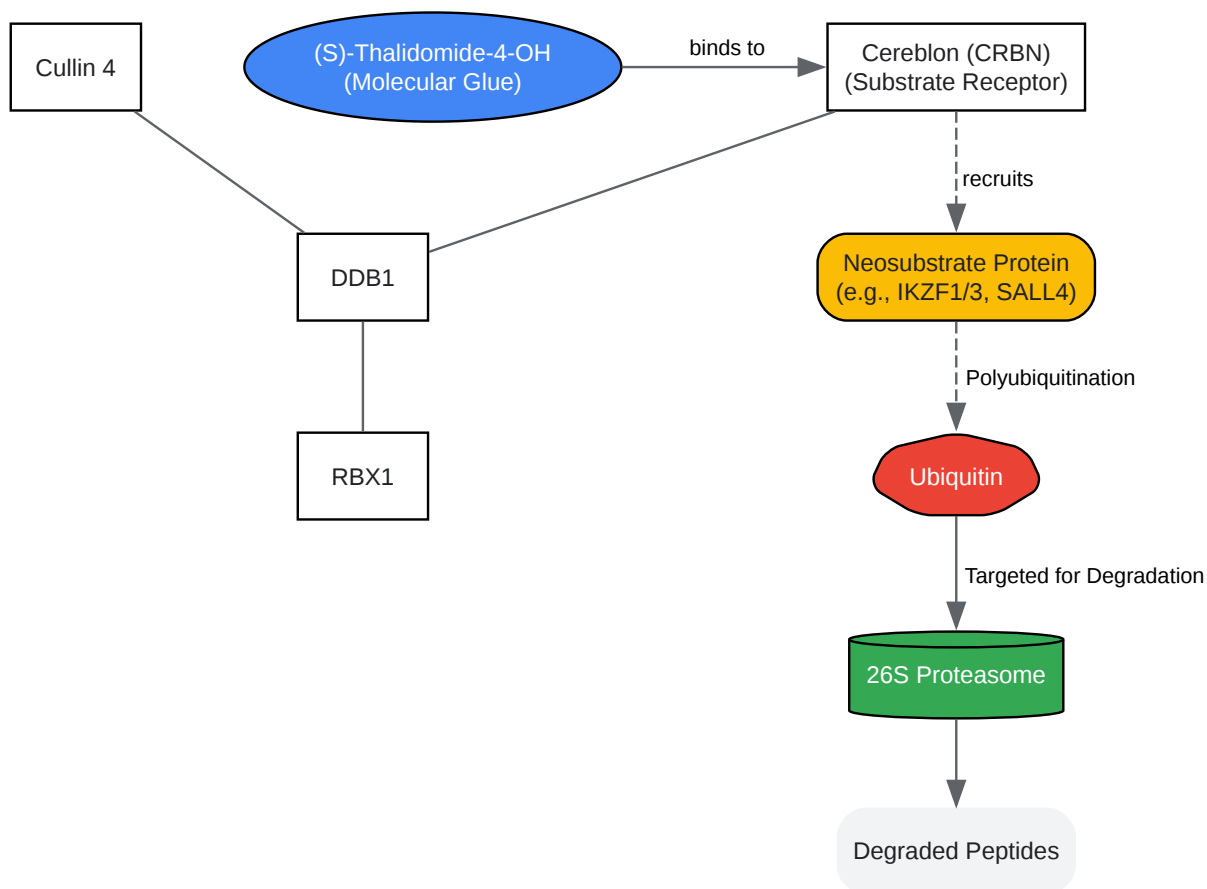 Cullin 4
(S)-Thalidomide-4-OH
(Molecular Glue)
binds to
Cereblon (CRBN)
(Substrate Receptor)
recruits
DDB1
Neosubstrate Protein
(e.g., IKZF1/3, SALL4)
Polyubiquitination
RBX1
Ubiquitin
Targeted for Degradation
26S Proteasome
Degraded Peptides